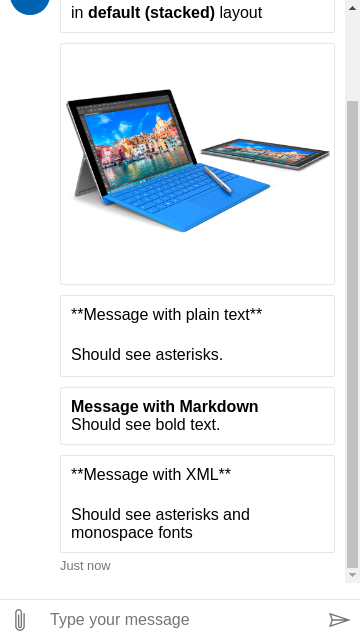 in default (stacked) layout
**Message with plain text**
Should see asterisks.
Message with Markdown
Should see bold text.
**Message with XML**
Should see asterisks and
monospace fonts
Just now
Type your message